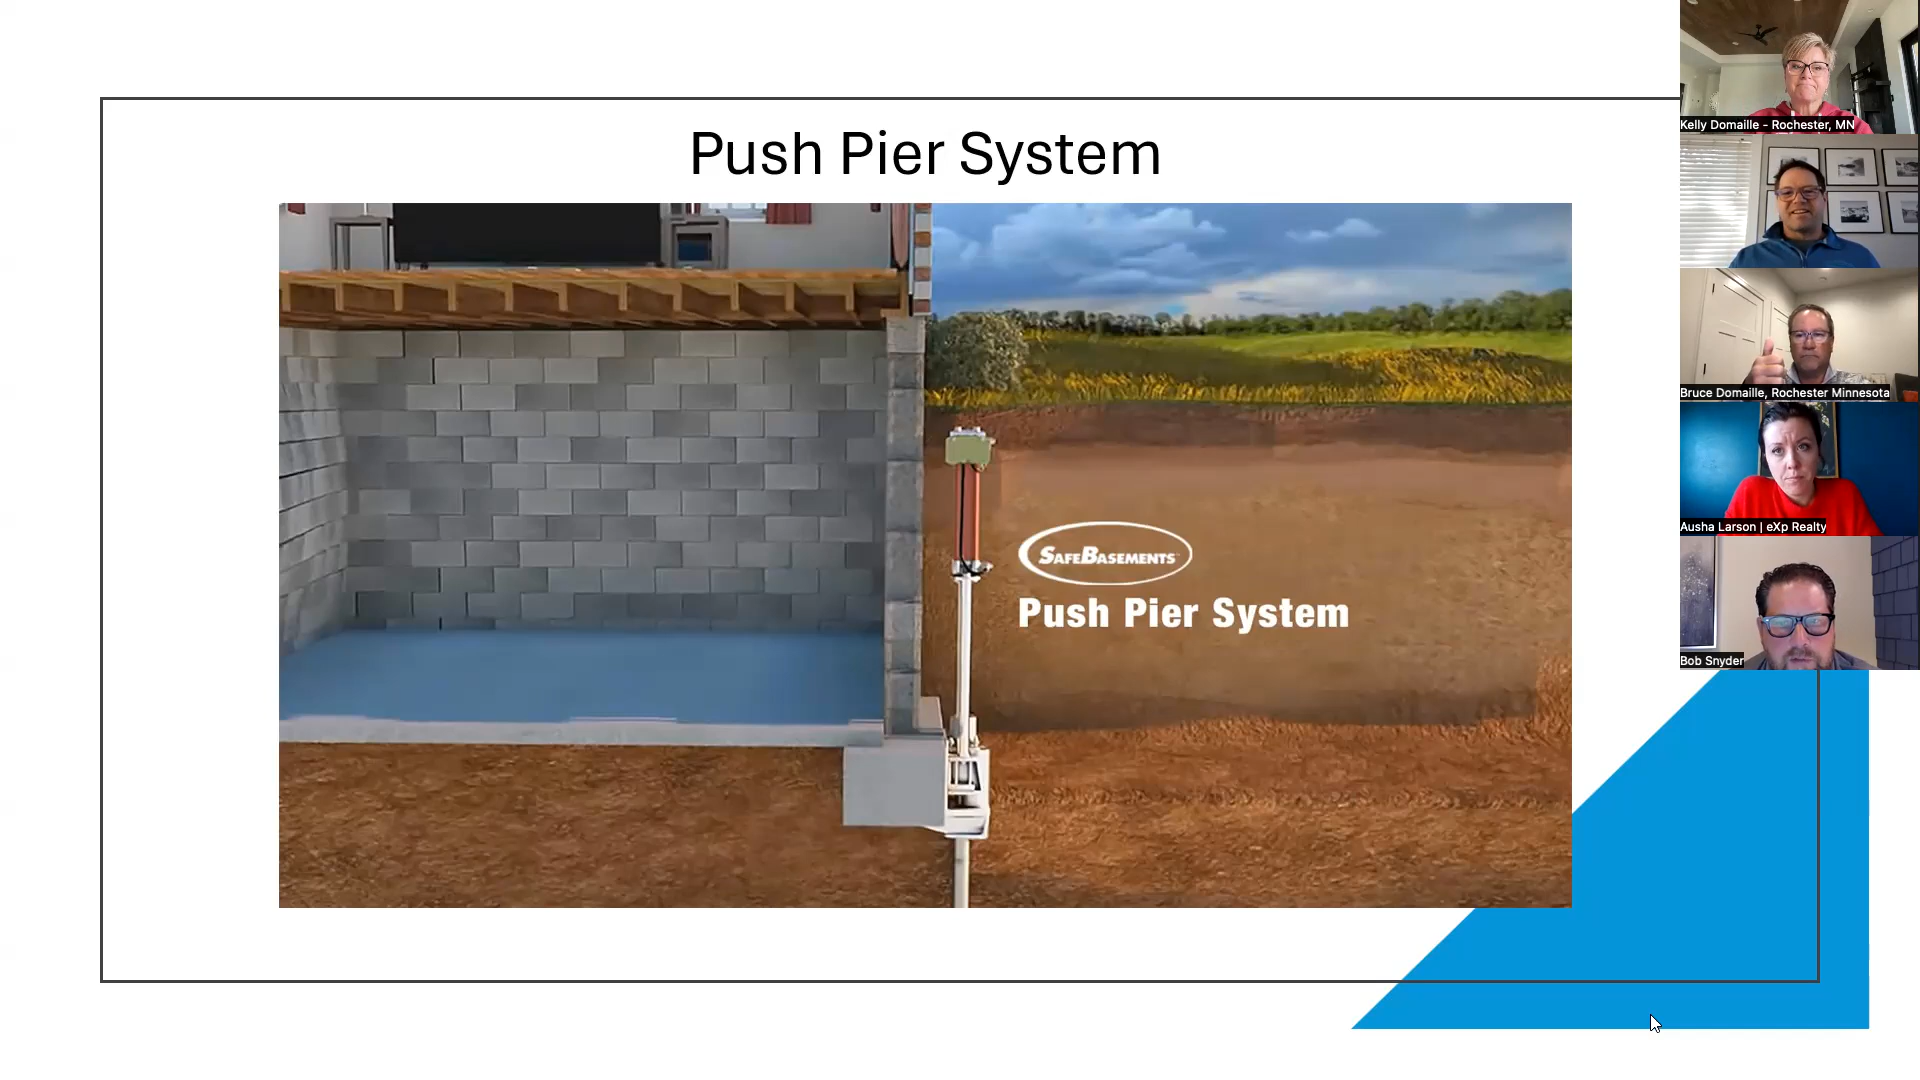 Push Pier System
SAFEBASEMENTS
Push Pier System
Kelly Domaille - Rochester, MN
Bruce Domaille, Rochester Minnesota
Ausha Larson | eXp Realty
Bob Snyder